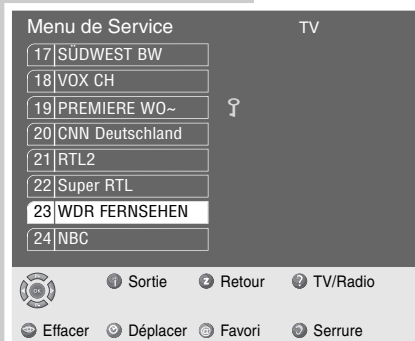 Menu de Service TV
17 SÜDWEST BW
18 VOX CH
19 PREMIERE WO~
20 CNN Deutschland
21 RTL2
22 Super RTL
23 WDR FERNSEHEN
24 NBC
OK i Sortie z Retour ? TV/Radio
Effacer Déplacer @ Favori Serrure